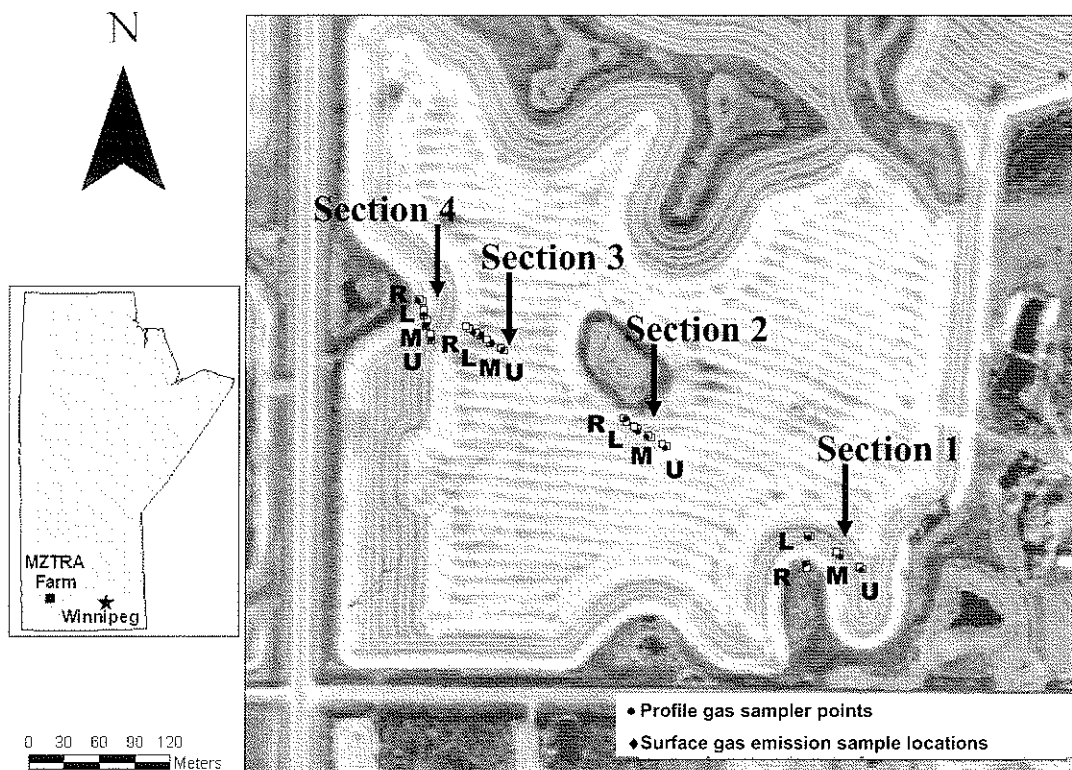 N
Section 4
Section 3
Section 2
Section 1
R
L
M
U
R
L
M
U
R
L
M
U
L
R
M
U
MZTRA
Farm
Winnipeg
0 30 60 90 120
Meters
Profile gas sampler points
Surface gas emission sample locations